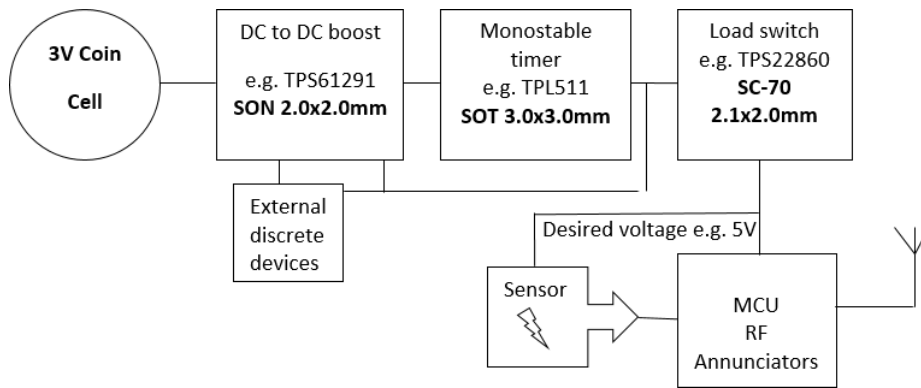 3V Coin
Cell
DC to DC boost
e.g. TPS61291
SON 2.0x2.0mm
Monostable
timer
e.g. TPL511
SOT 3.0x3.0mm
Load switch
e.g. TPS22860
SC-70
2.1x2.0mm
External
discrete
devices
Desired voltage e.g. 5V
Sensor
MCU
RF
Annunciators